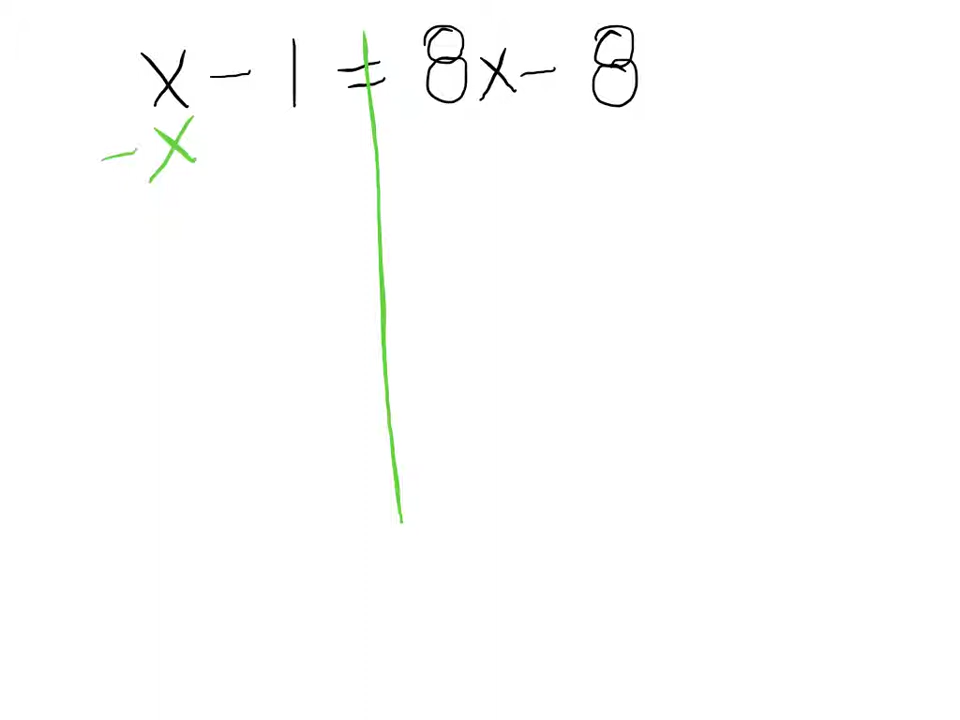 x - 1 = 8x - 8
- x